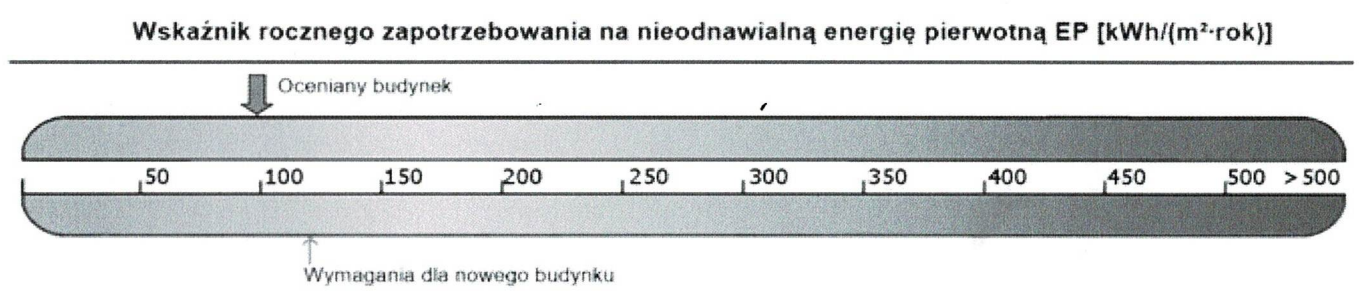 Wskaźnik rocznego zapotrzebowania na nieodnawialną energię pierwotną EP [kWh/(m²·rok)]
Oceniany budynek
50 100 150 200 250 300 350 400 450 500 > 500
Wymagania dla nowego budynku